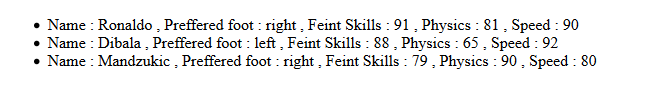 • Name : Ronaldo , Preffered foot : right , Feint Skills : 91 , Physics : 81 , Speed : 90
• Name : Dibala , Preffered foot : left , Feint Skills : 88 , Physics : 65 , Speed : 92
• Name : Mandzukic , Preffered foot : right , Feint Skills : 79 , Physics : 90 , Speed : 80